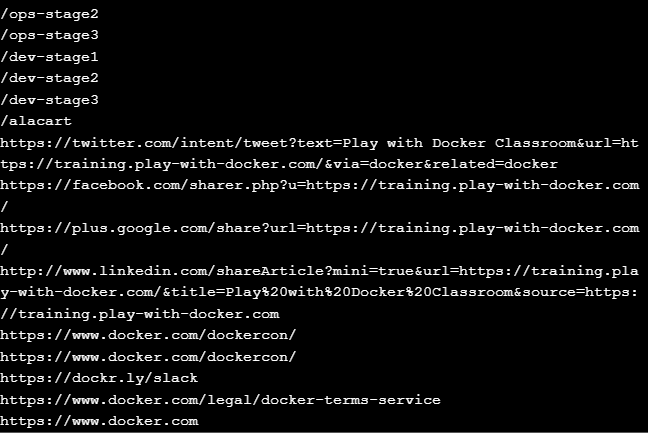 /ops-stage2
/ops-stage3
/dev-stage1
/dev-stage2
/dev-stage3
/alacart
https://twitter.com/intent/tweet?text=Play with Docker Classroom&url=ht
tps://training.play-with-docker.com/&via=docker&related=docker
https://facebook.com/sharer.php?u=https://training.play-with-docker.com
/
https://plus.google.com/share?url=https://training.play-with-docker.com
/
http://www.linkedin.com/shareArticle?mini=true&url=https://training.pla
y-with-docker.com/&title=Play%20with%20Docker%20Classroom&source=https:
//training.play-with-docker.com
https://www.docker.com/dockercon/
https://www.docker.com/dockercon/
https://dockr.ly/slack
https://www.docker.com/legal/docker-terms-service
https://www.docker.com